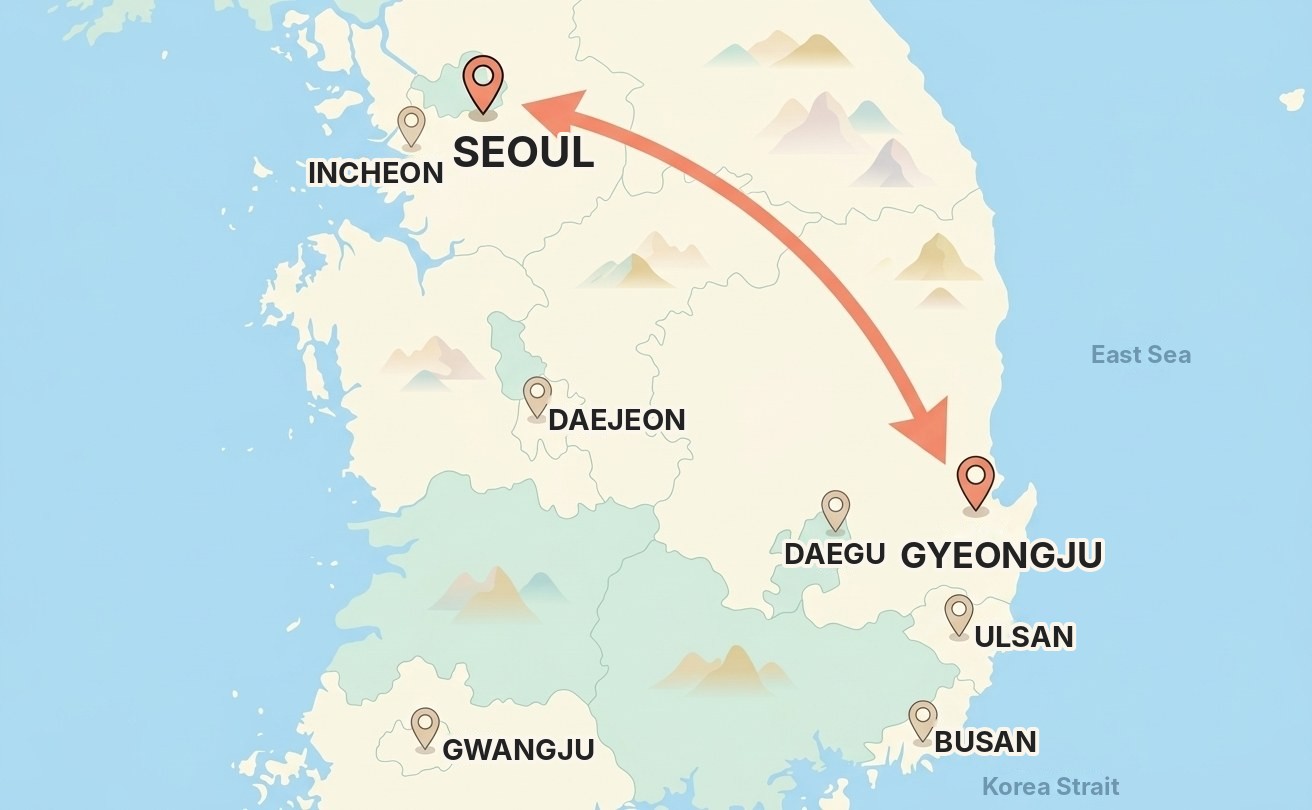 SEOUL
INCHEON
East Sea
DAEJEON
DAEGU
GYEONGJU
ULSAN
GWANGJU
BUSAN
Korea Strait